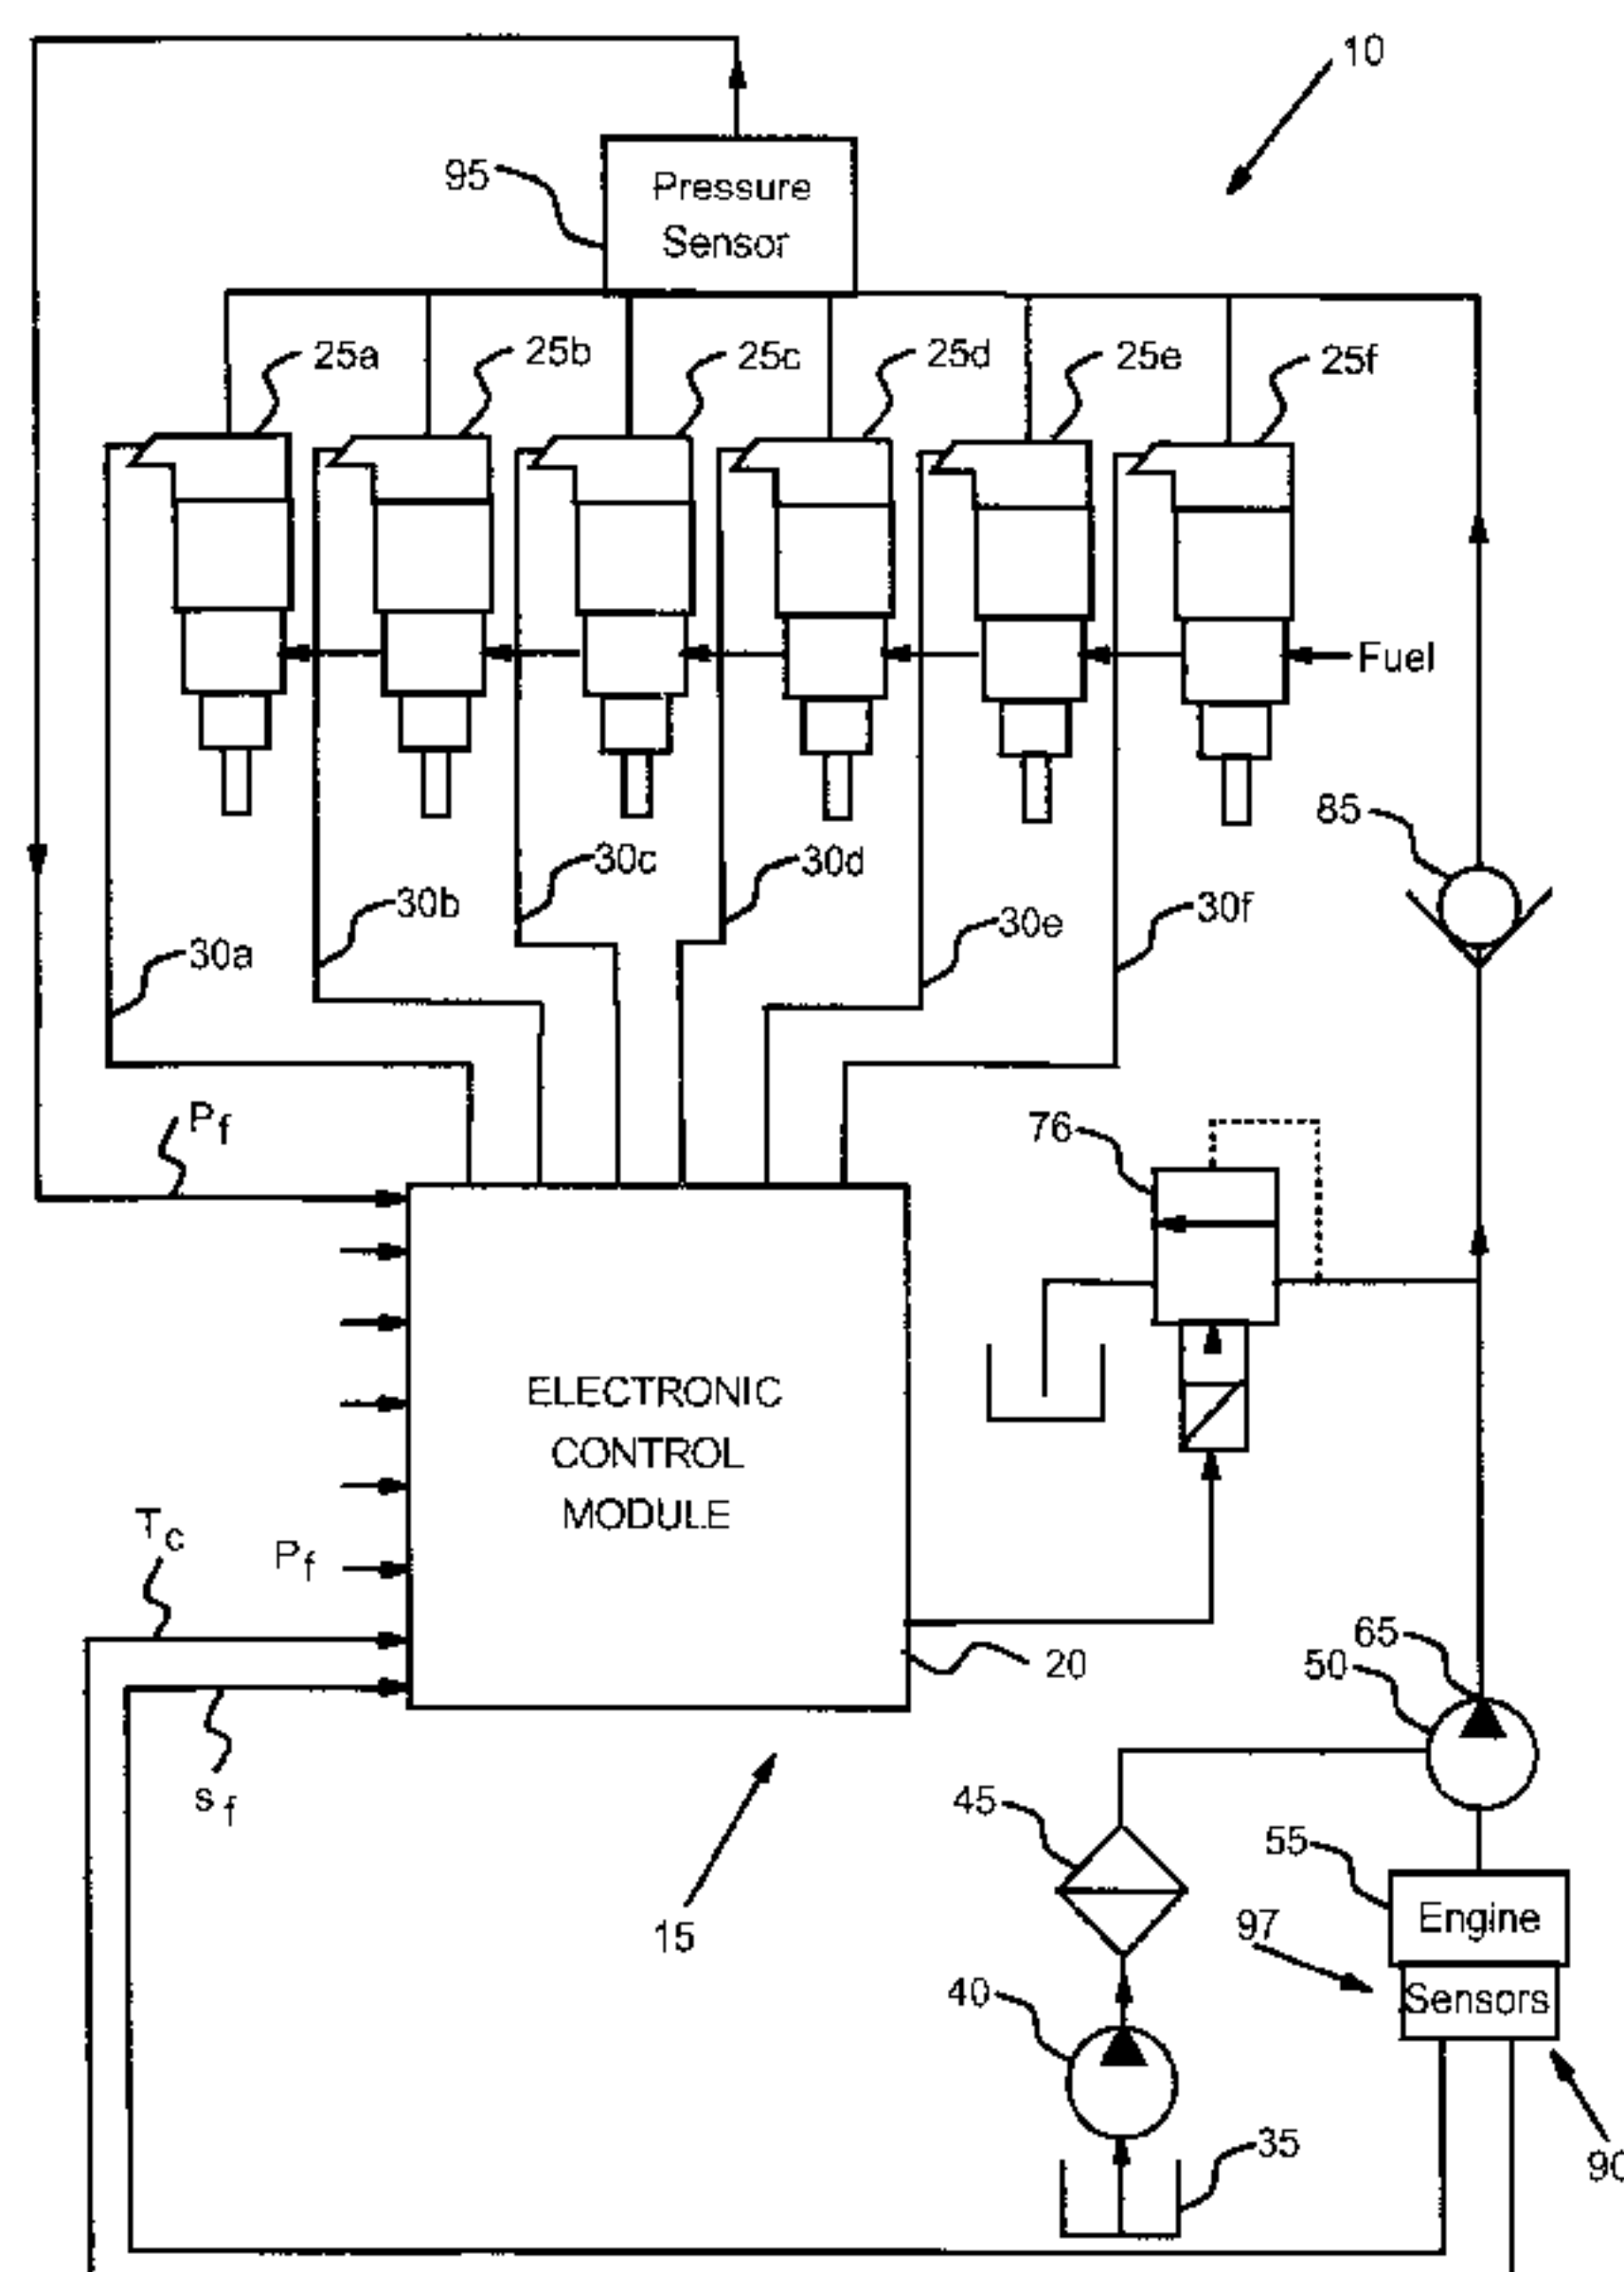 10
95
Pressure
Sensor
25a
25b
25c
25d
25e
25f
Fuel
85
30a
30b
30c
30d
30e
30f
Pf
76
ELECTRONIC
CONTROL
MODULE
Tc
Pf
20
65
50
sf
45
55
15
97
Engine
Sensors
40
35
90